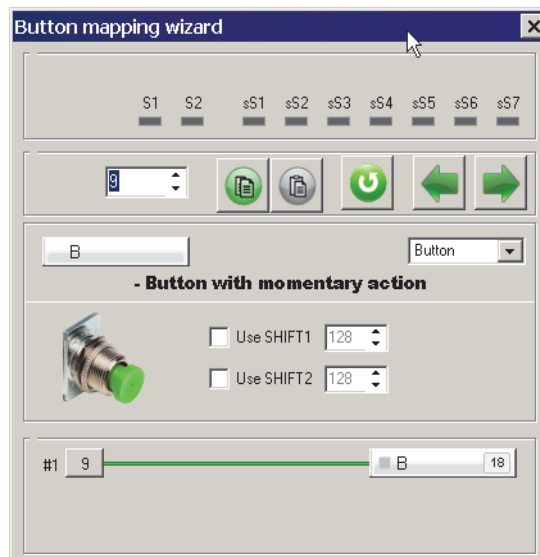 Button mapping wizard
S1 S2 sS1 sS2 sS3 sS4 sS5 sS6 sS7
9
B Button
- Button with momentary action
Use SHIFT1 128
Use SHIFT2 128
#1 9 B 18